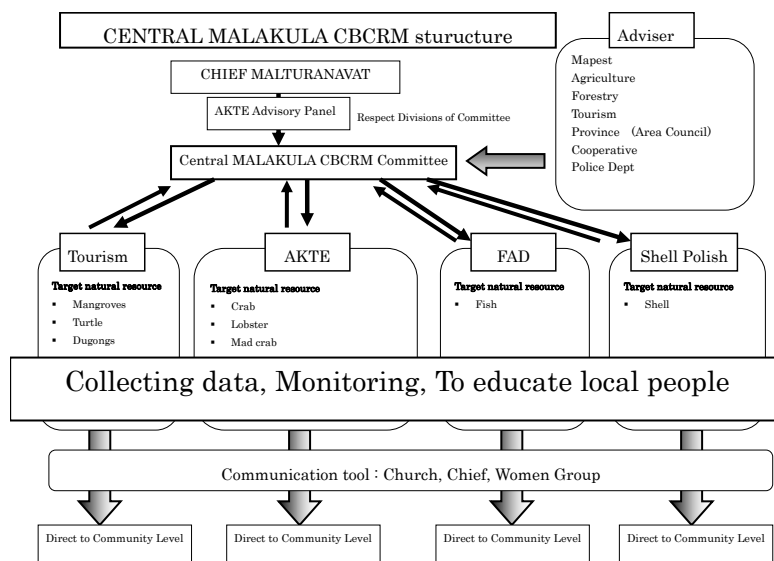 CENTRAL MALAKULA CBCRM sturucture
Adviser
Mapest
Agriculture
Forestry
Tourism
Province (Area Council)
Cooperative
Police Dept
CHIEF MALTURANAVAT
AKTE Advisory Panel
Respect Divisions of Committee
Central MALAKULA CBCRM Committee
Tourism
Target natural resource
▪ Mangroves
▪ Turtle
▪ Dugongs
AKTE
Target natural resource
▪ Crab
▪ Lobster
▪ Mad crab
FAD
Target natural resource
▪ Fish
Shell Polish
Target natural resource
▪ Shell
Collecting data, Monitoring, To educate local people
Communication tool : Church, Chief, Women Group
Direct to Community Level
Direct to Community Level
Direct to Community Level
Direct to Community Level